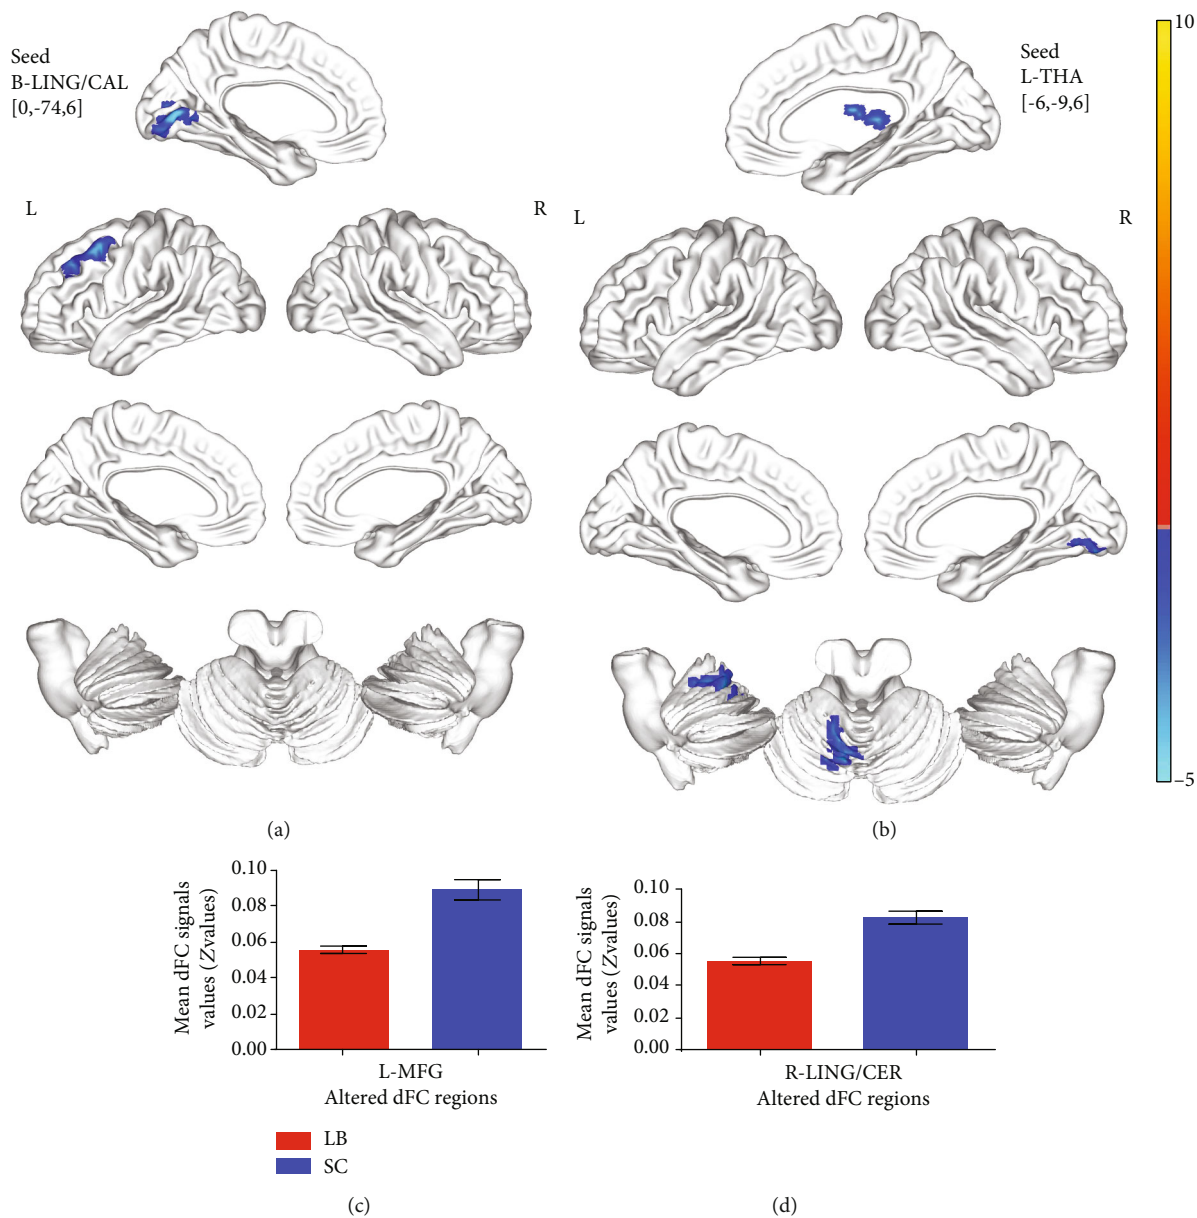 Seed
B-LING/CAL
[0,-74,6]
Seed
L-THA
[-6,-9,6]
10
L
R
L
R
–5
(a)
(b)
Mean dFC signals
values (Zvalues)
0.10
0.08
0.06
0.04
0.02
0.00
L-MFG
Altered dFC regions
LB
SC
(c)
Mean dFC signals
values (Zvalues)
0.10
0.08
0.06
0.04
0.02
0.00
R-LING/CER
Altered dFC regions
(d)